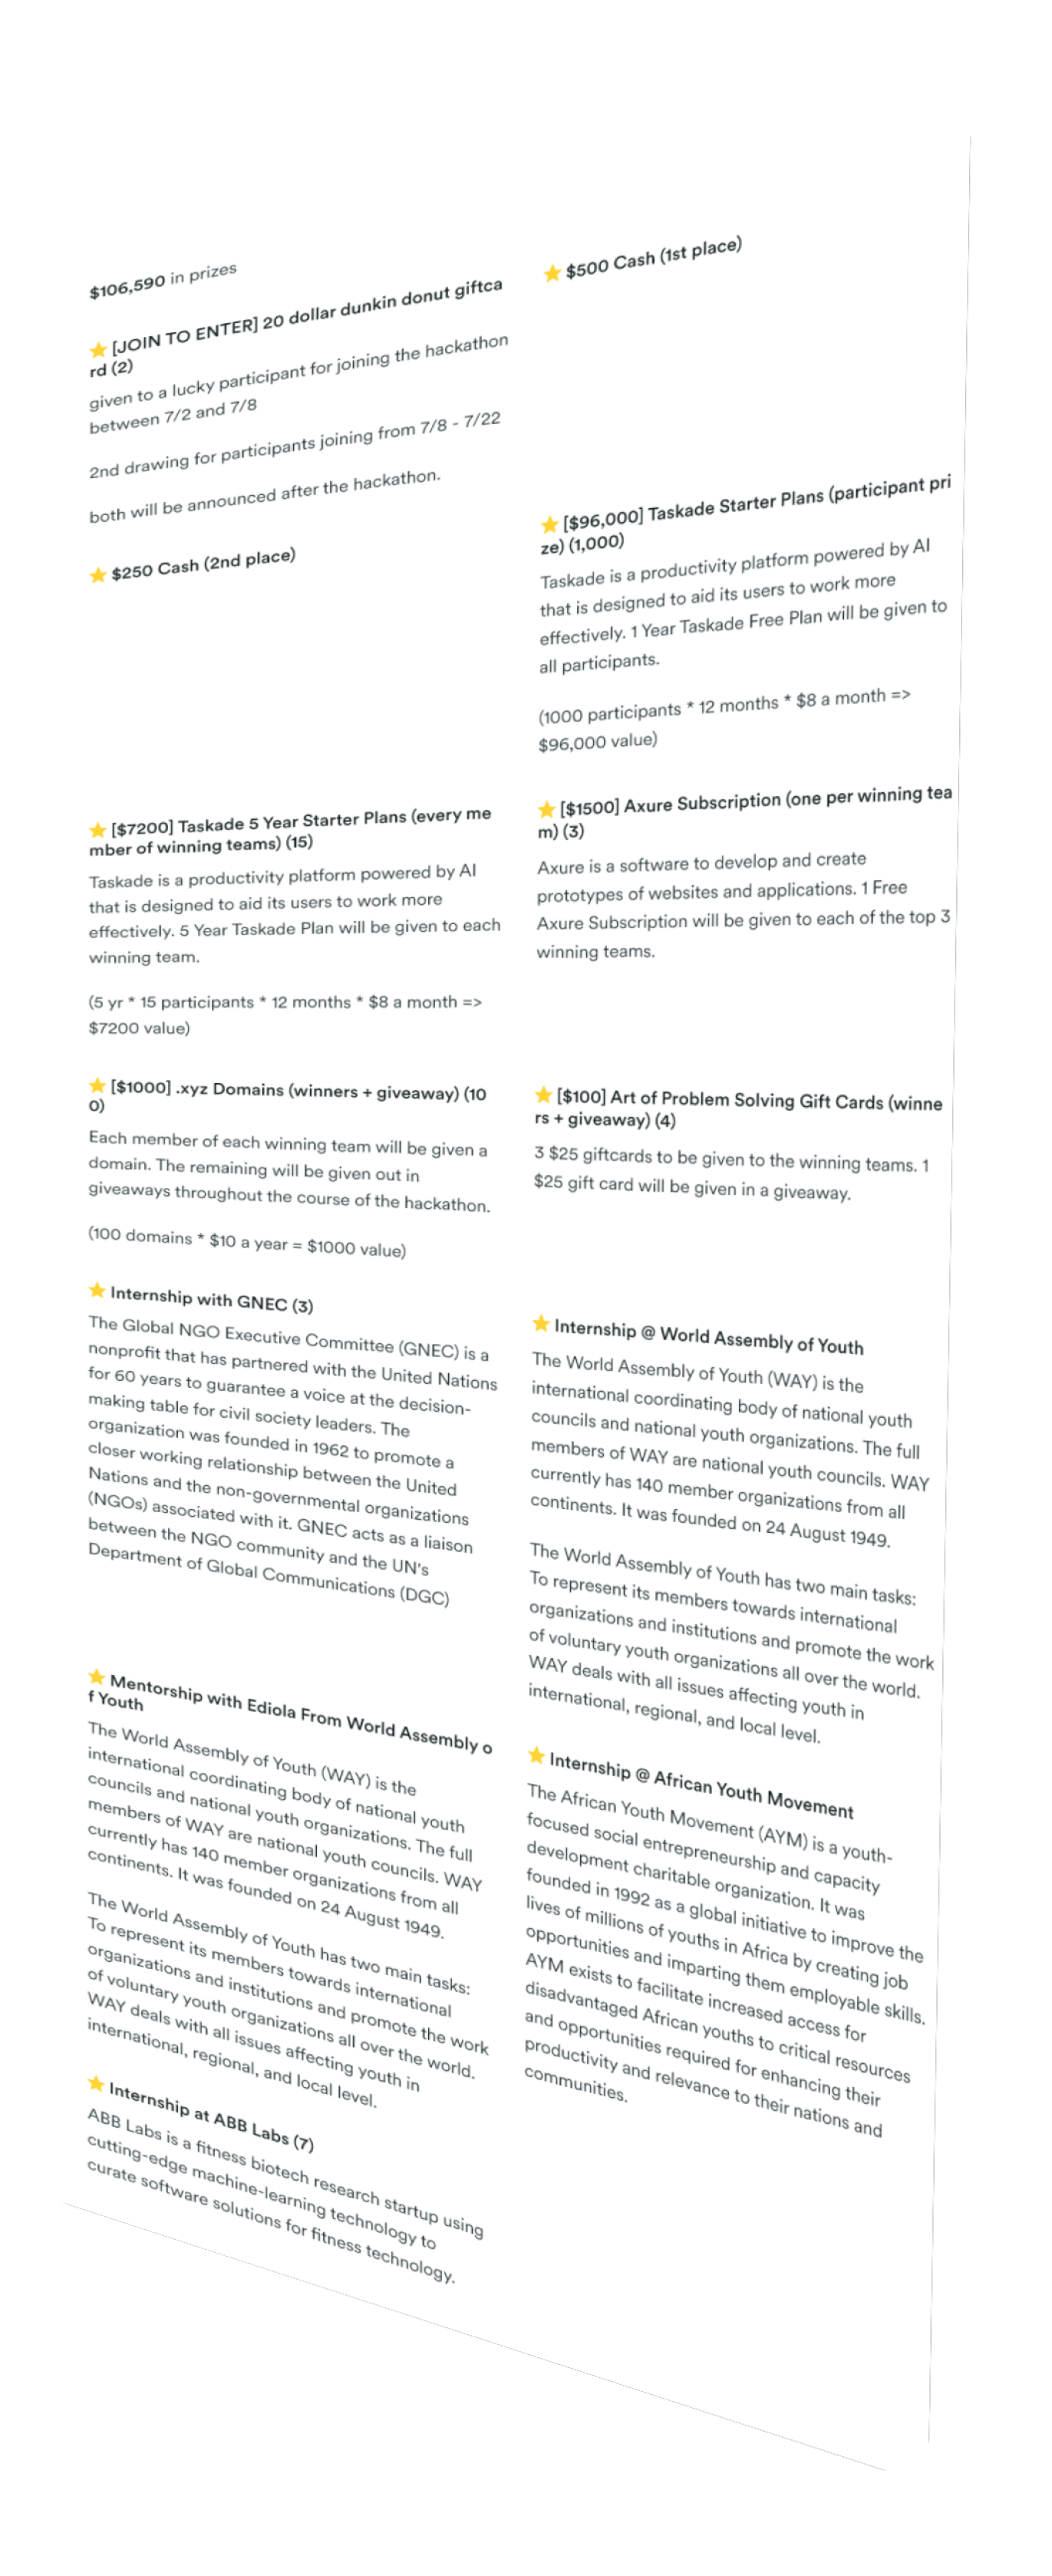 $106,590 in prizes
⭐ [JOIN TO ENTER] 20 dollar dunkin donut giftca
rd (2)
given to a lucky participant for joining the hackathon
between 7/2 and 7/8
2nd drawing for participants joining from 7/8 - 7/22
both will be announced after the hackathon.
⭐ $500 Cash (1st place)
⭐ $250 Cash (2nd place)
⭐ [$96,000] Taskade Starter Plans (participant pri
ze) (1,000)
Taskade is a productivity platform powered by AI
that is designed to aid its users to work more
effectively. 1 Year Taskade Free Plan will be given to
all participants.
(1000 participants * 12 months * $8 a month =>
$96,000 value)
⭐ [$7200] Taskade 5 Year Starter Plans (every me
mber of winning teams) (15)
Taskade is a productivity platform powered by AI
that is designed to aid its users to work more
effectively. 5 Year Taskade Plan will be given to each
winning team.
(5 yr * 15 participants * 12 months * $8 a month =>
$7200 value)
⭐ [$1500] Axure Subscription (one per winning tea
m) (3)
Axure is a software to develop and create
prototypes of websites and applications. 1 Free
Axure Subscription will be given to each of the top 3
winning teams.
⭐ [$1000] .xyz Domains (winners + giveaway) (10
0)
Each member of each winning team will be given a
domain. The remaining will be given out in
giveaways throughout the course of the hackathon.
(100 domains * $10 a year = $1000 value)
⭐ [$100] Art of Problem Solving Gift Cards (winne
rs + giveaway) (4)
3 $25 giftcards to be given to the winning teams. 1
$25 gift card will be given in a giveaway.
⭐ Internship with GNEC (3)
The Global NGO Executive Committee (GNEC) is a
nonprofit that has partnered with the United Nations
for 60 years to guarantee a voice at the decision-
making table for civil society leaders. The
organization was founded in 1962 to promote a
closer working relationship between the United
Nations and the non-governmental organizations
(NGOs) associated with it. GNEC acts as a liaison
between the NGO community and the UN's
Department of Global Communications (DGC)
⭐ Internship @ World Assembly of Youth
The World Assembly of Youth (WAY) is the
international coordinating body of national youth
councils and national youth organizations. The full
members of WAY are national youth councils. WAY
currently has 140 member organizations from all
continents. It was founded on 24 August 1949.
The World Assembly of Youth has two main tasks:
To represent its members towards international
organizations and institutions and promote the work
of voluntary youth organizations all over the world.
WAY deals with all issues affecting youth in
international, regional, and local level.
⭐ Mentorship with Ediola From World Assembly o
f Youth
The World Assembly of Youth (WAY) is the
international coordinating body of national youth
councils and national youth organizations. The full
members of WAY are national youth councils. WAY
currently has 140 member organizations from all
continents. It was founded on 24 August 1949.
The World Assembly of Youth has two main tasks:
To represent its members towards international
organizations and institutions and promote the work
of voluntary youth organizations all over the world.
WAY deals with all issues affecting youth in
international, regional, and local level.
⭐ Internship @ African Youth Movement
The African Youth Movement (AYM) is a youth-
focused social entrepreneurship and capacity
development charitable organization. It was
founded in 1992 as a global initiative to improve the
lives of millions of youths in Africa by creating job
opportunities and imparting them employable skills.
AYM exists to facilitate increased access for
disadvantaged African youths to critical resources
and opportunities required for enhancing their
productivity and relevance to their nations and
communities.
⭐ Internship at ABB Labs (7)
ABB Labs is a fitness biotech research startup using
cutting-edge machine-learning technology to
curate software solutions for fitness technology.